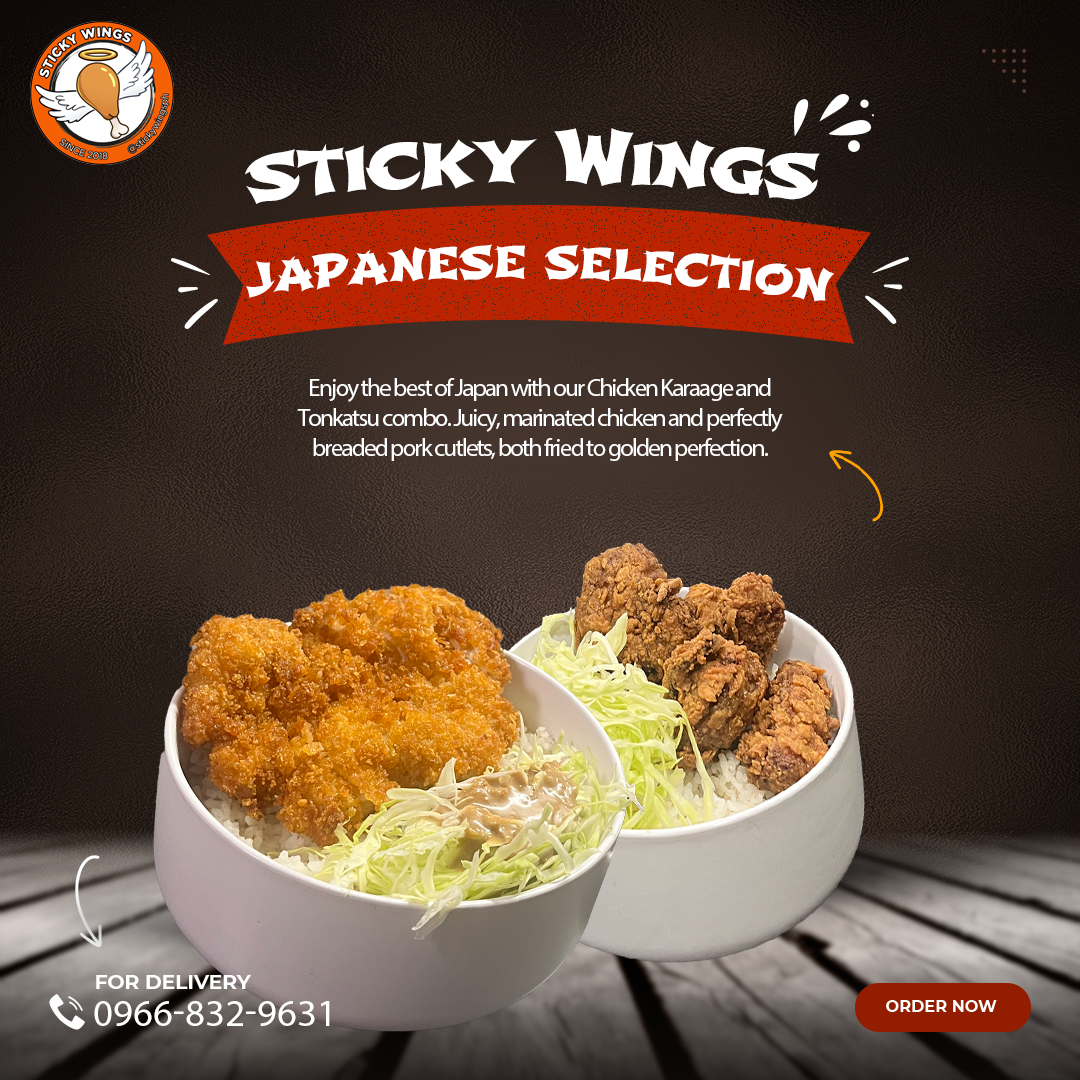 STICKY WINGS
SINCE 2018
@stickywingsph
STICKY WINGS
JAPANESE SELECTION
Enjoy the best of Japan with our Chicken Karaage and
Tonkatsu combo. Juicy, marinated chicken and perfectly
breaded pork cutlets, both fried to golden perfection.
FOR DELIVERY
0966-832-9631
ORDER NOW